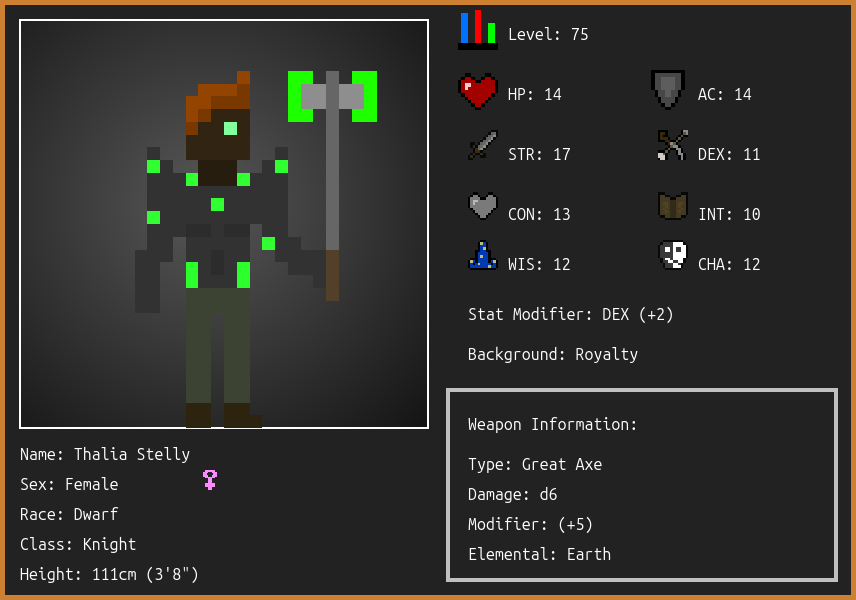 Level: 75
HP: 14
AC: 14
STR: 17
DEX: 11
CON: 13
INT: 10
WIS: 12
CHA: 12
Stat Modifier: DEX (+2)
Background: Royalty
Weapon Information:
Type: Great Axe
Damage: d6
Modifier: (+5)
Elemental: Earth
Name: Thalia Stelly
Sex: Female
Race: Dwarf
Class: Knight
Height: 111cm (3'8")